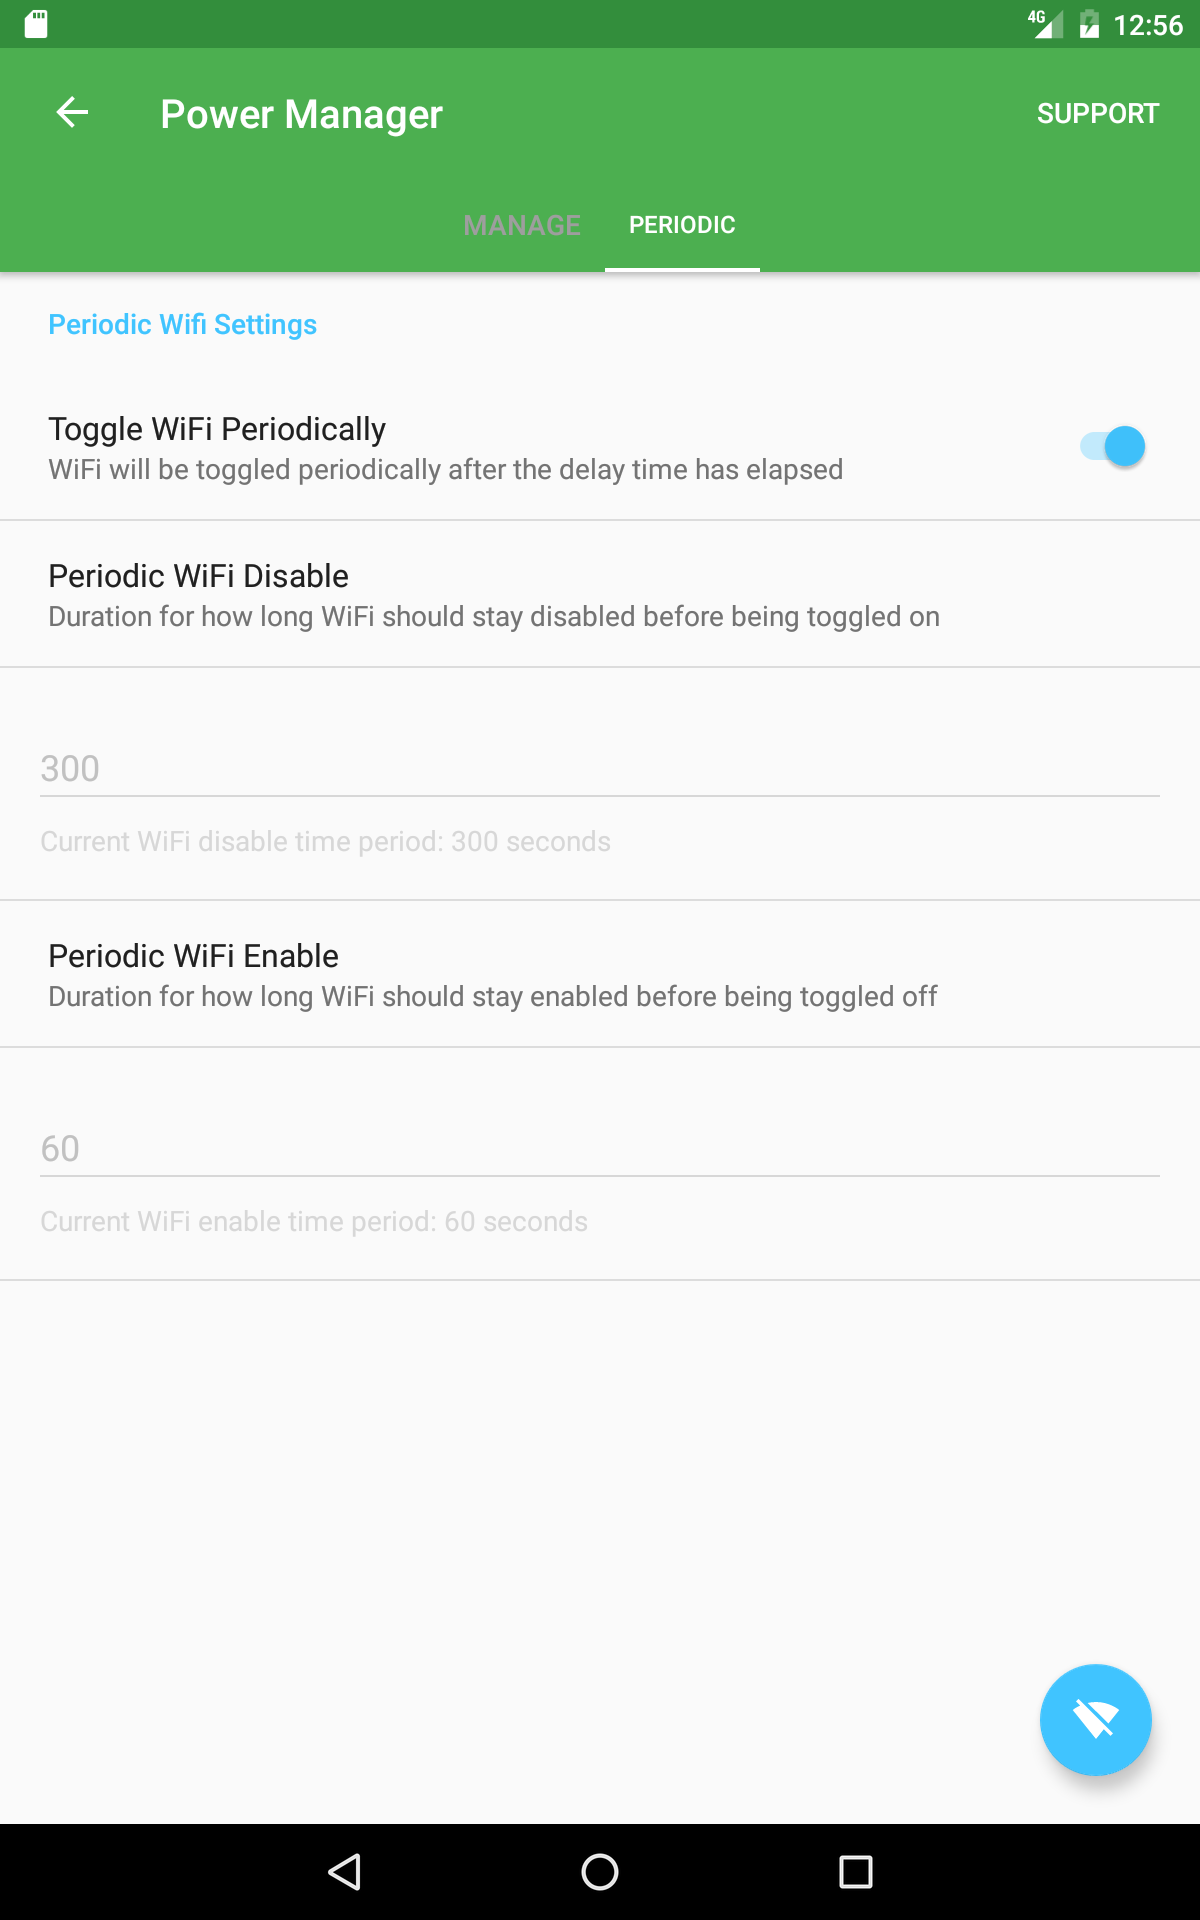 4G 12:56
Power Manager SUPPORT
MANAGE PERIODIC
Periodic Wifi Settings
Toggle WiFi Periodically
WiFi will be toggled periodically after the delay time has elapsed
Periodic WiFi Disable
Duration for how long WiFi should stay disabled before being toggled on
300
Current WiFi disable time period: 300 seconds
Periodic WiFi Enable
Duration for how long WiFi should stay enabled before being toggled off
60
Current WiFi enable time period: 60 seconds